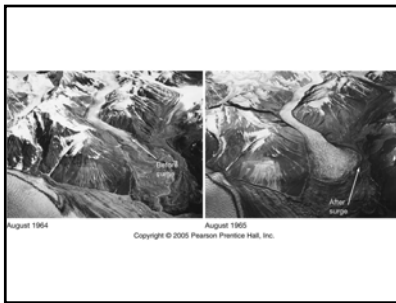 Before
surge
After
surge
August 1964
August 1965
Copyright © 2005 Pearson Prentice Hall, Inc.